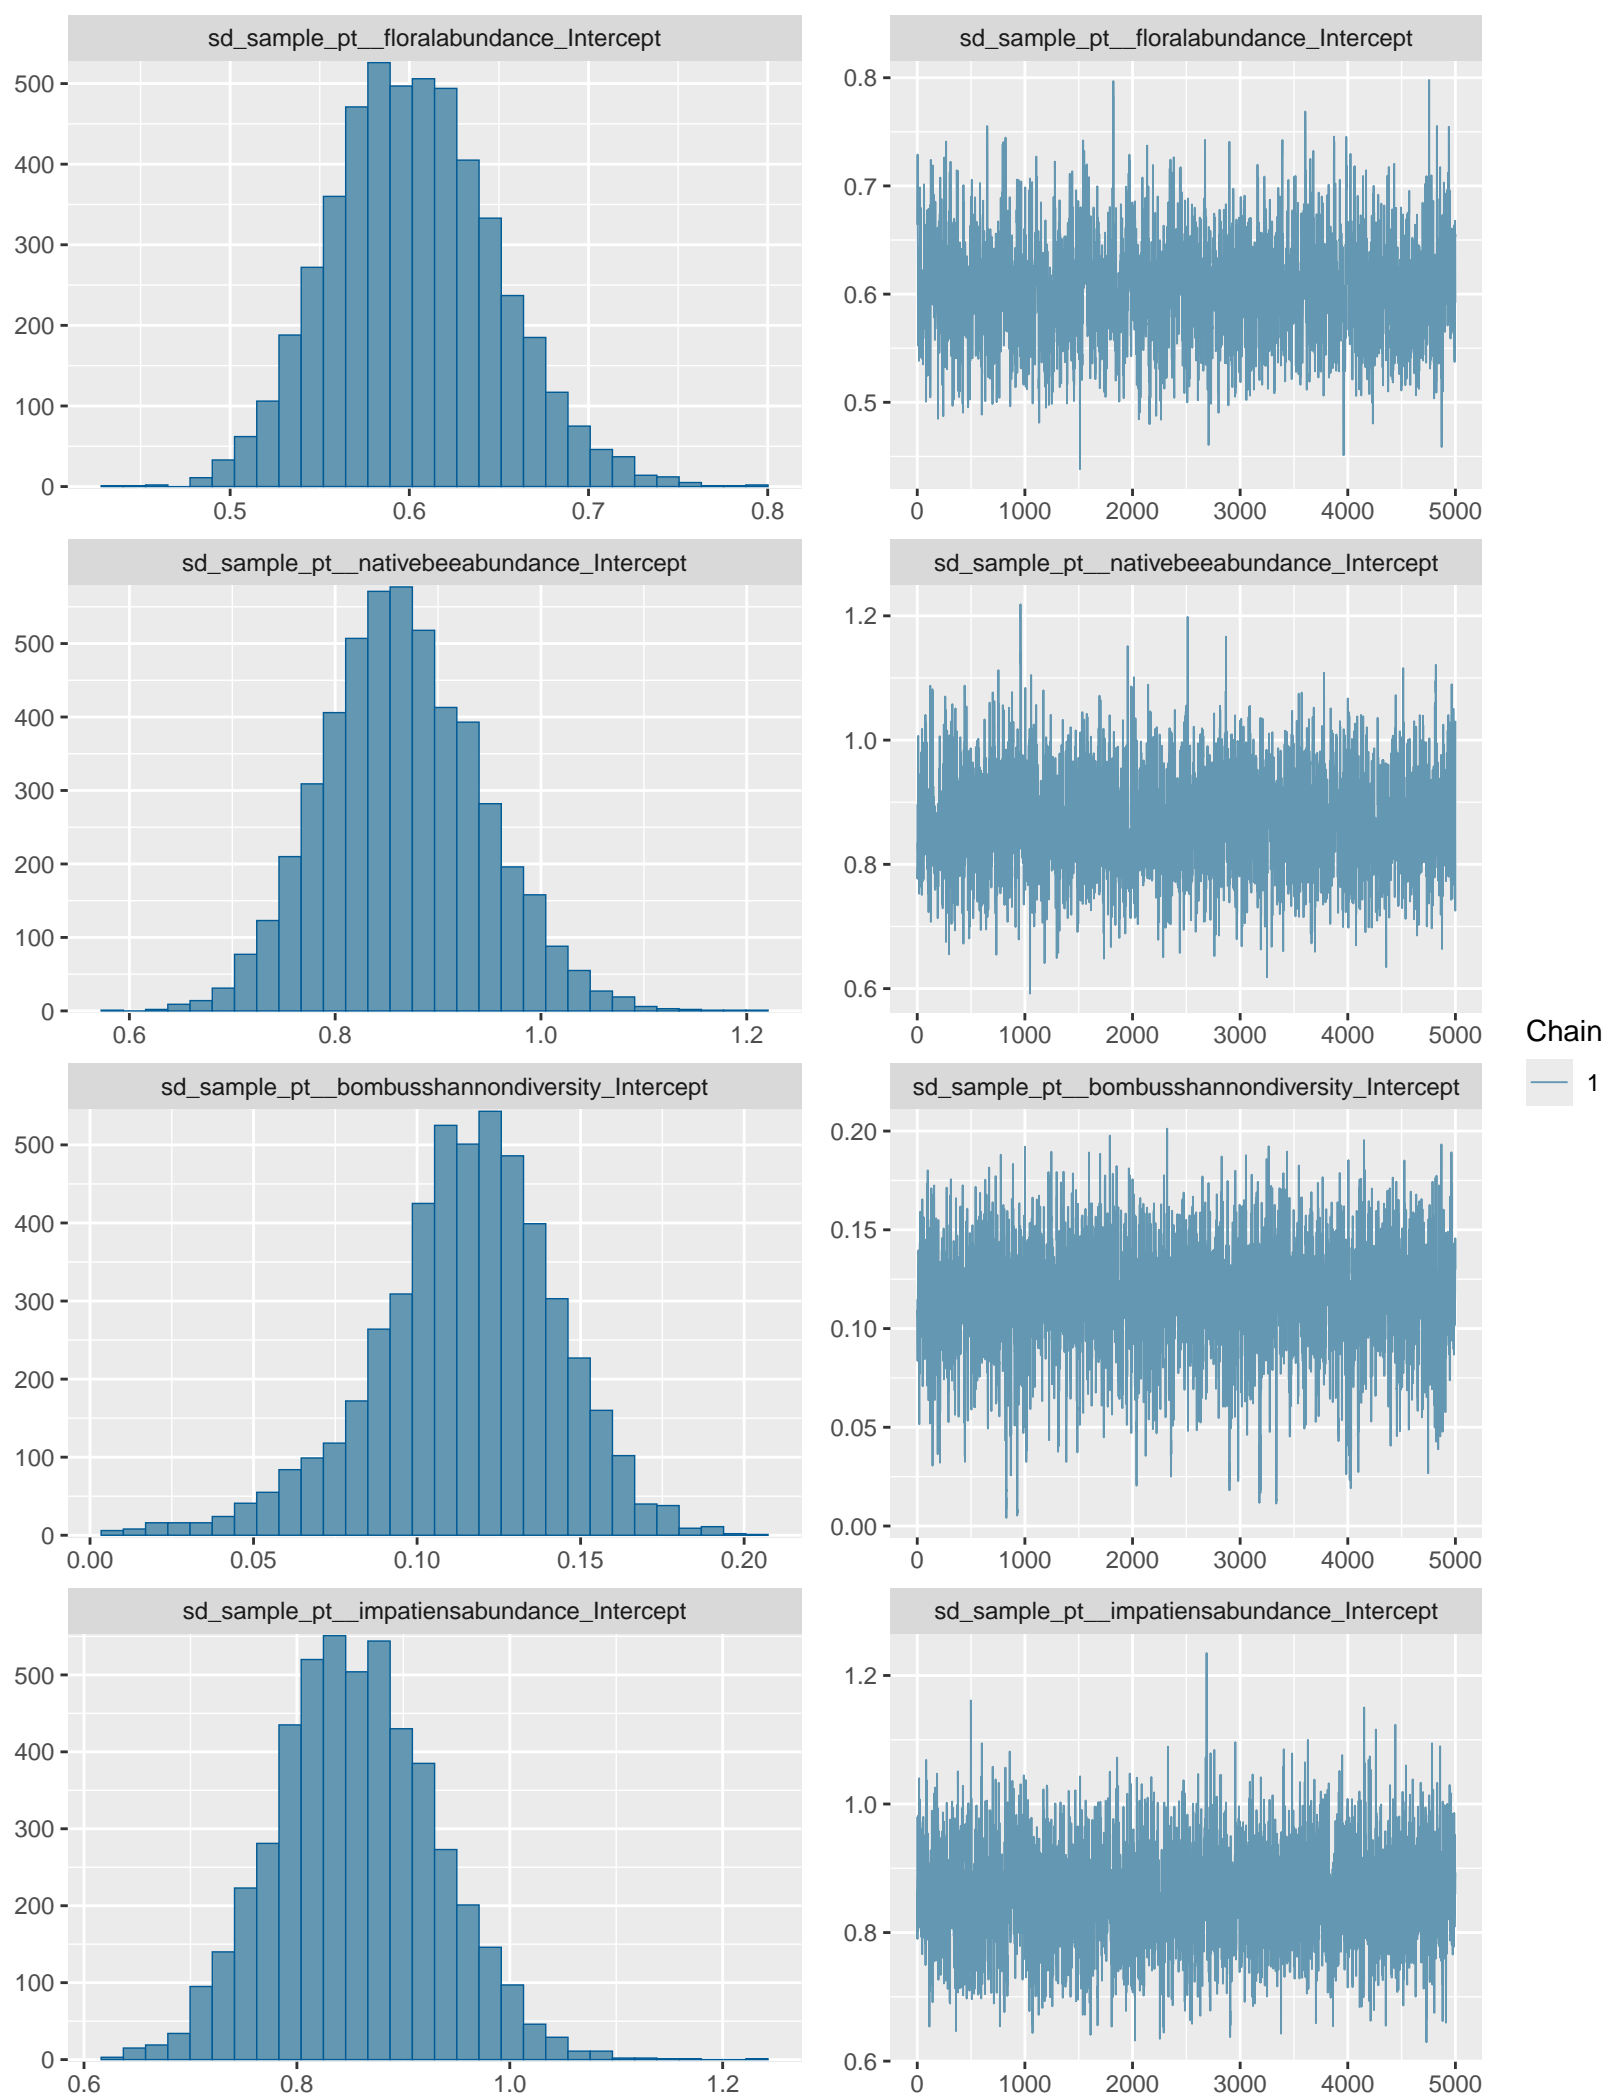 sd_sample_pt__floralabundance_Intercept
500
400
300
200
100
0
0.5 0.6 0.7 0.8
sd_sample_pt__floralabundance_Intercept
0.8
0.7
0.6
0.5
0 1000 2000 3000 4000 5000
sd_sample_pt__nativebeeabundance_Intercept
500
400
300
200
100
0
0.6 0.8 1.0 1.2
sd_sample_pt__nativebeeabundance_Intercept
1.2
1.0
0.8
0.6
0 1000 2000 3000 4000 5000
sd_sample_pt__bombusshannondiversity_Intercept
500
400
300
200
100
0
0.00 0.05 0.10 0.15 0.20
sd_sample_pt__bombusshannondiversity_Intercept
0.20
0.15
0.10
0.05
0.00
0 1000 2000 3000 4000 5000
sd_sample_pt__impatiensabundance_Intercept
500
400
300
200
100
0
0.6 0.8 1.0 1.2
sd_sample_pt__impatiensabundance_Intercept
1.2
1.0
0.8
0.6
0 1000 2000 3000 4000 5000
Chain
1